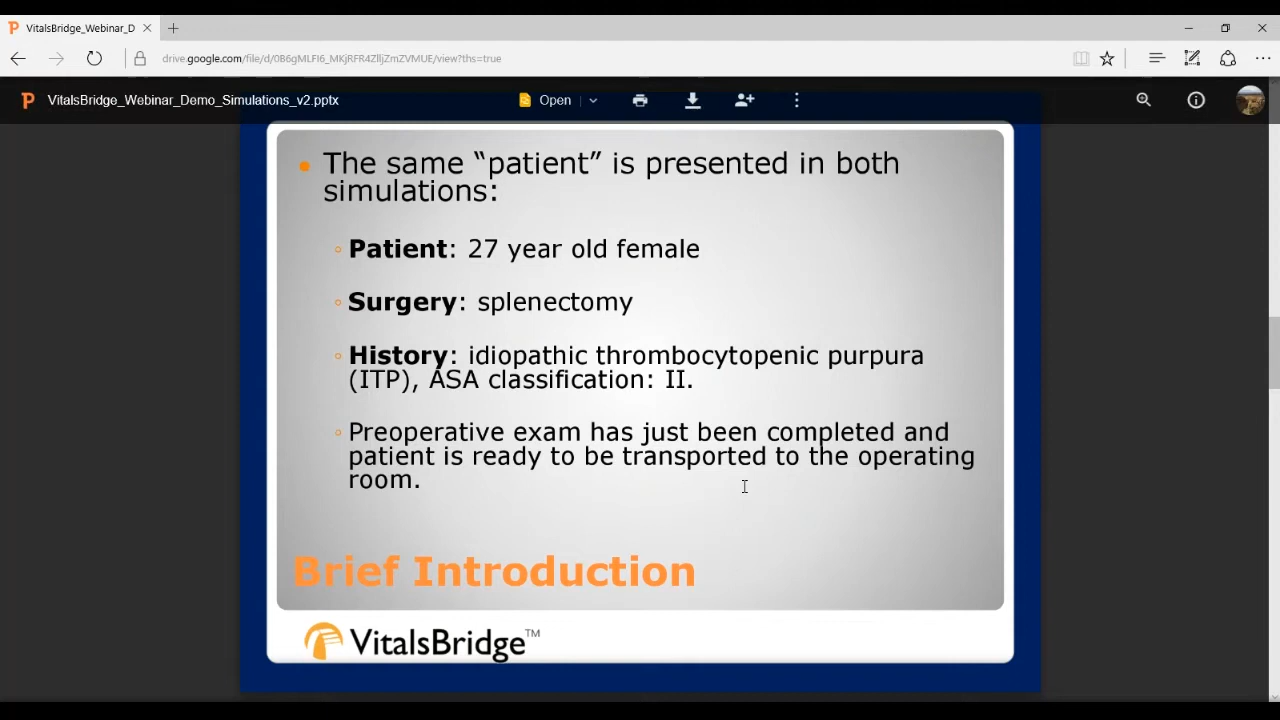 VitalsBridge_Webinar_D
drive.google.com/file/d/0B6gMLFI6_MKjRFR4ZlljZmZVMUE/view?ths=true
VitalsBridge_Webinar_Demo_Simulations_v2.pptx
Open
The same “patient” is presented in both
simulations:
Patient: 27 year old female
Surgery: splenectomy
History: idiopathic thrombocytopenic purpura
(ITP), ASA classification: II.
Preoperative exam has just been completed and
patient is ready to be transported to the operating
room.
Brief Introduction
VitalsBridge™